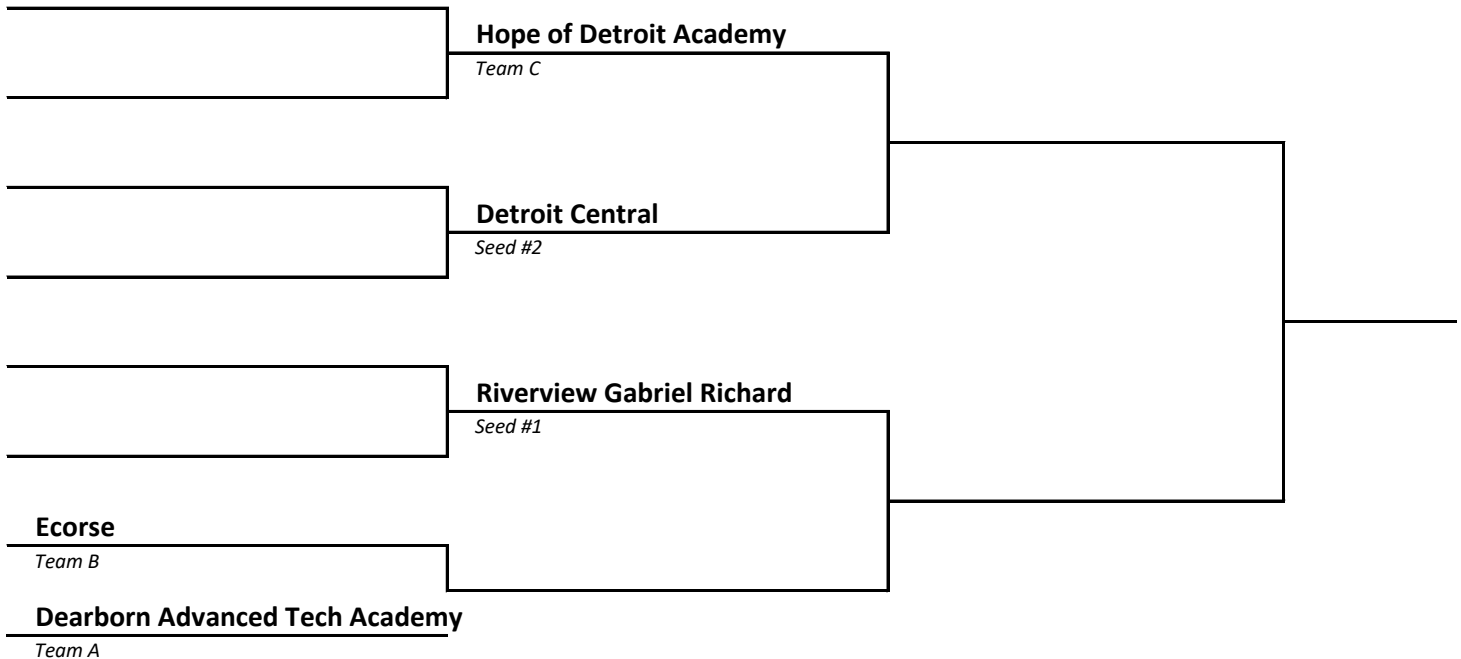 Hope of Detroit Academy
Team C
Detroit Central
Seed #2
Riverview Gabriel Richard
Seed #1
Ecorse
Team B
Dearborn Advanced Tech Academy
Team A